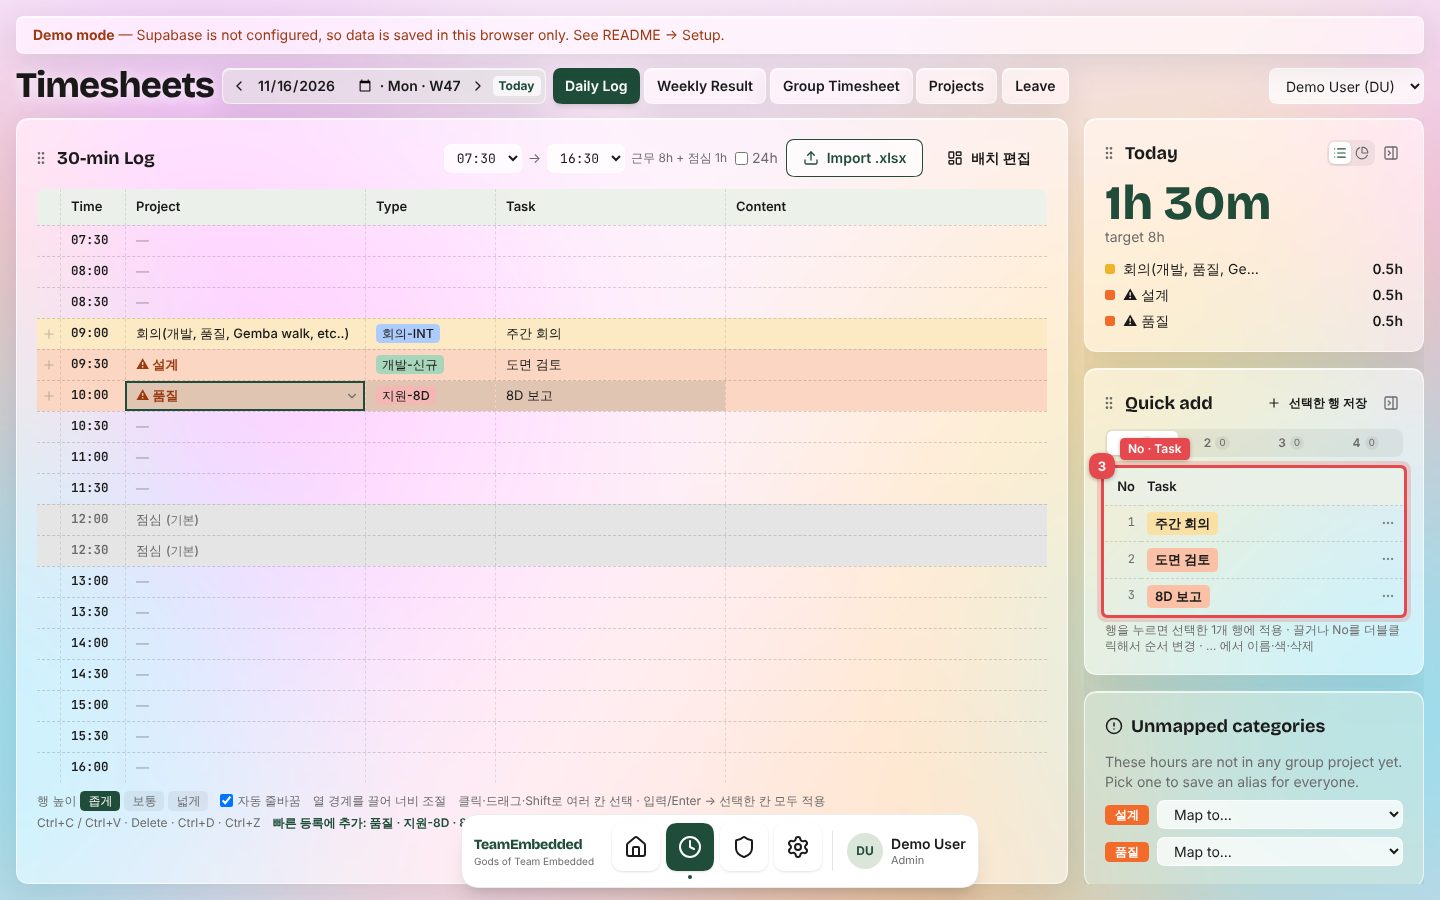 Demo mode — Supabase is not configured, so data is saved in this browser only. See README → Setup.
Timesheets
11/16/2026 · Mon · W47 Today
Daily Log
Weekly Result
Group Timesheet
Projects
Leave
Demo User (DU)
30-min Log
07:30 → 16:30 근무 8h + 점심 1h 24h
Import .xlsx
배치 편집
Time Project Type Task Content
07:30 —
08:00 —
08:30 —
+ 09:00 회의(개발, 품질, Gemba walk, etc..) 회의-INT 주간 회의
+ 09:30 ⚠ 설계 개발-신규 도면 검토
+ 10:00 ⚠ 품질 지원-8D 8D 보고
10:30 —
11:00 —
11:30 —
12:00 점심 (기본)
12:30 점심 (기본)
13:00 —
13:30 —
14:00 —
14:30 —
15:00 —
15:30 —
16:00 —
행 높이 좁게 보통 넓게 자동 줄바꿈 열 경계를 끌어 너비 조절 클릭·드래그·Shift로 여러 칸 선택 · 입력/Enter → 선택한 칸 모두 적용
Ctrl+C / Ctrl+V · Delete · Ctrl+D · Ctrl+Z 빠른 등록에 추가: 품질 · 지원-8D ·
Today
1h 30m
target 8h
회의(개발, 품질, Ge... 0.5h
⚠ 설계 0.5h
⚠ 품질 0.5h
Quick add
+ 선택한 행 저장
2 0 3 0 4 0
No · Task
3
No Task
1 주간 회의 ...
2 도면 검토 ...
3 8D 보고 ...
행을 누르면 선택한 1개 행에 적용 · 끌거나 No를 더블클
릭해서 순서 변경 · ... 에서 이름·색·삭제
Unmapped categories
These hours are not in any group project yet.
Pick one to save an alias for everyone.
설계 Map to...
품질 Map to...
TeamEmbedded
Gods of Team Embedded
DU
Demo User
Admin